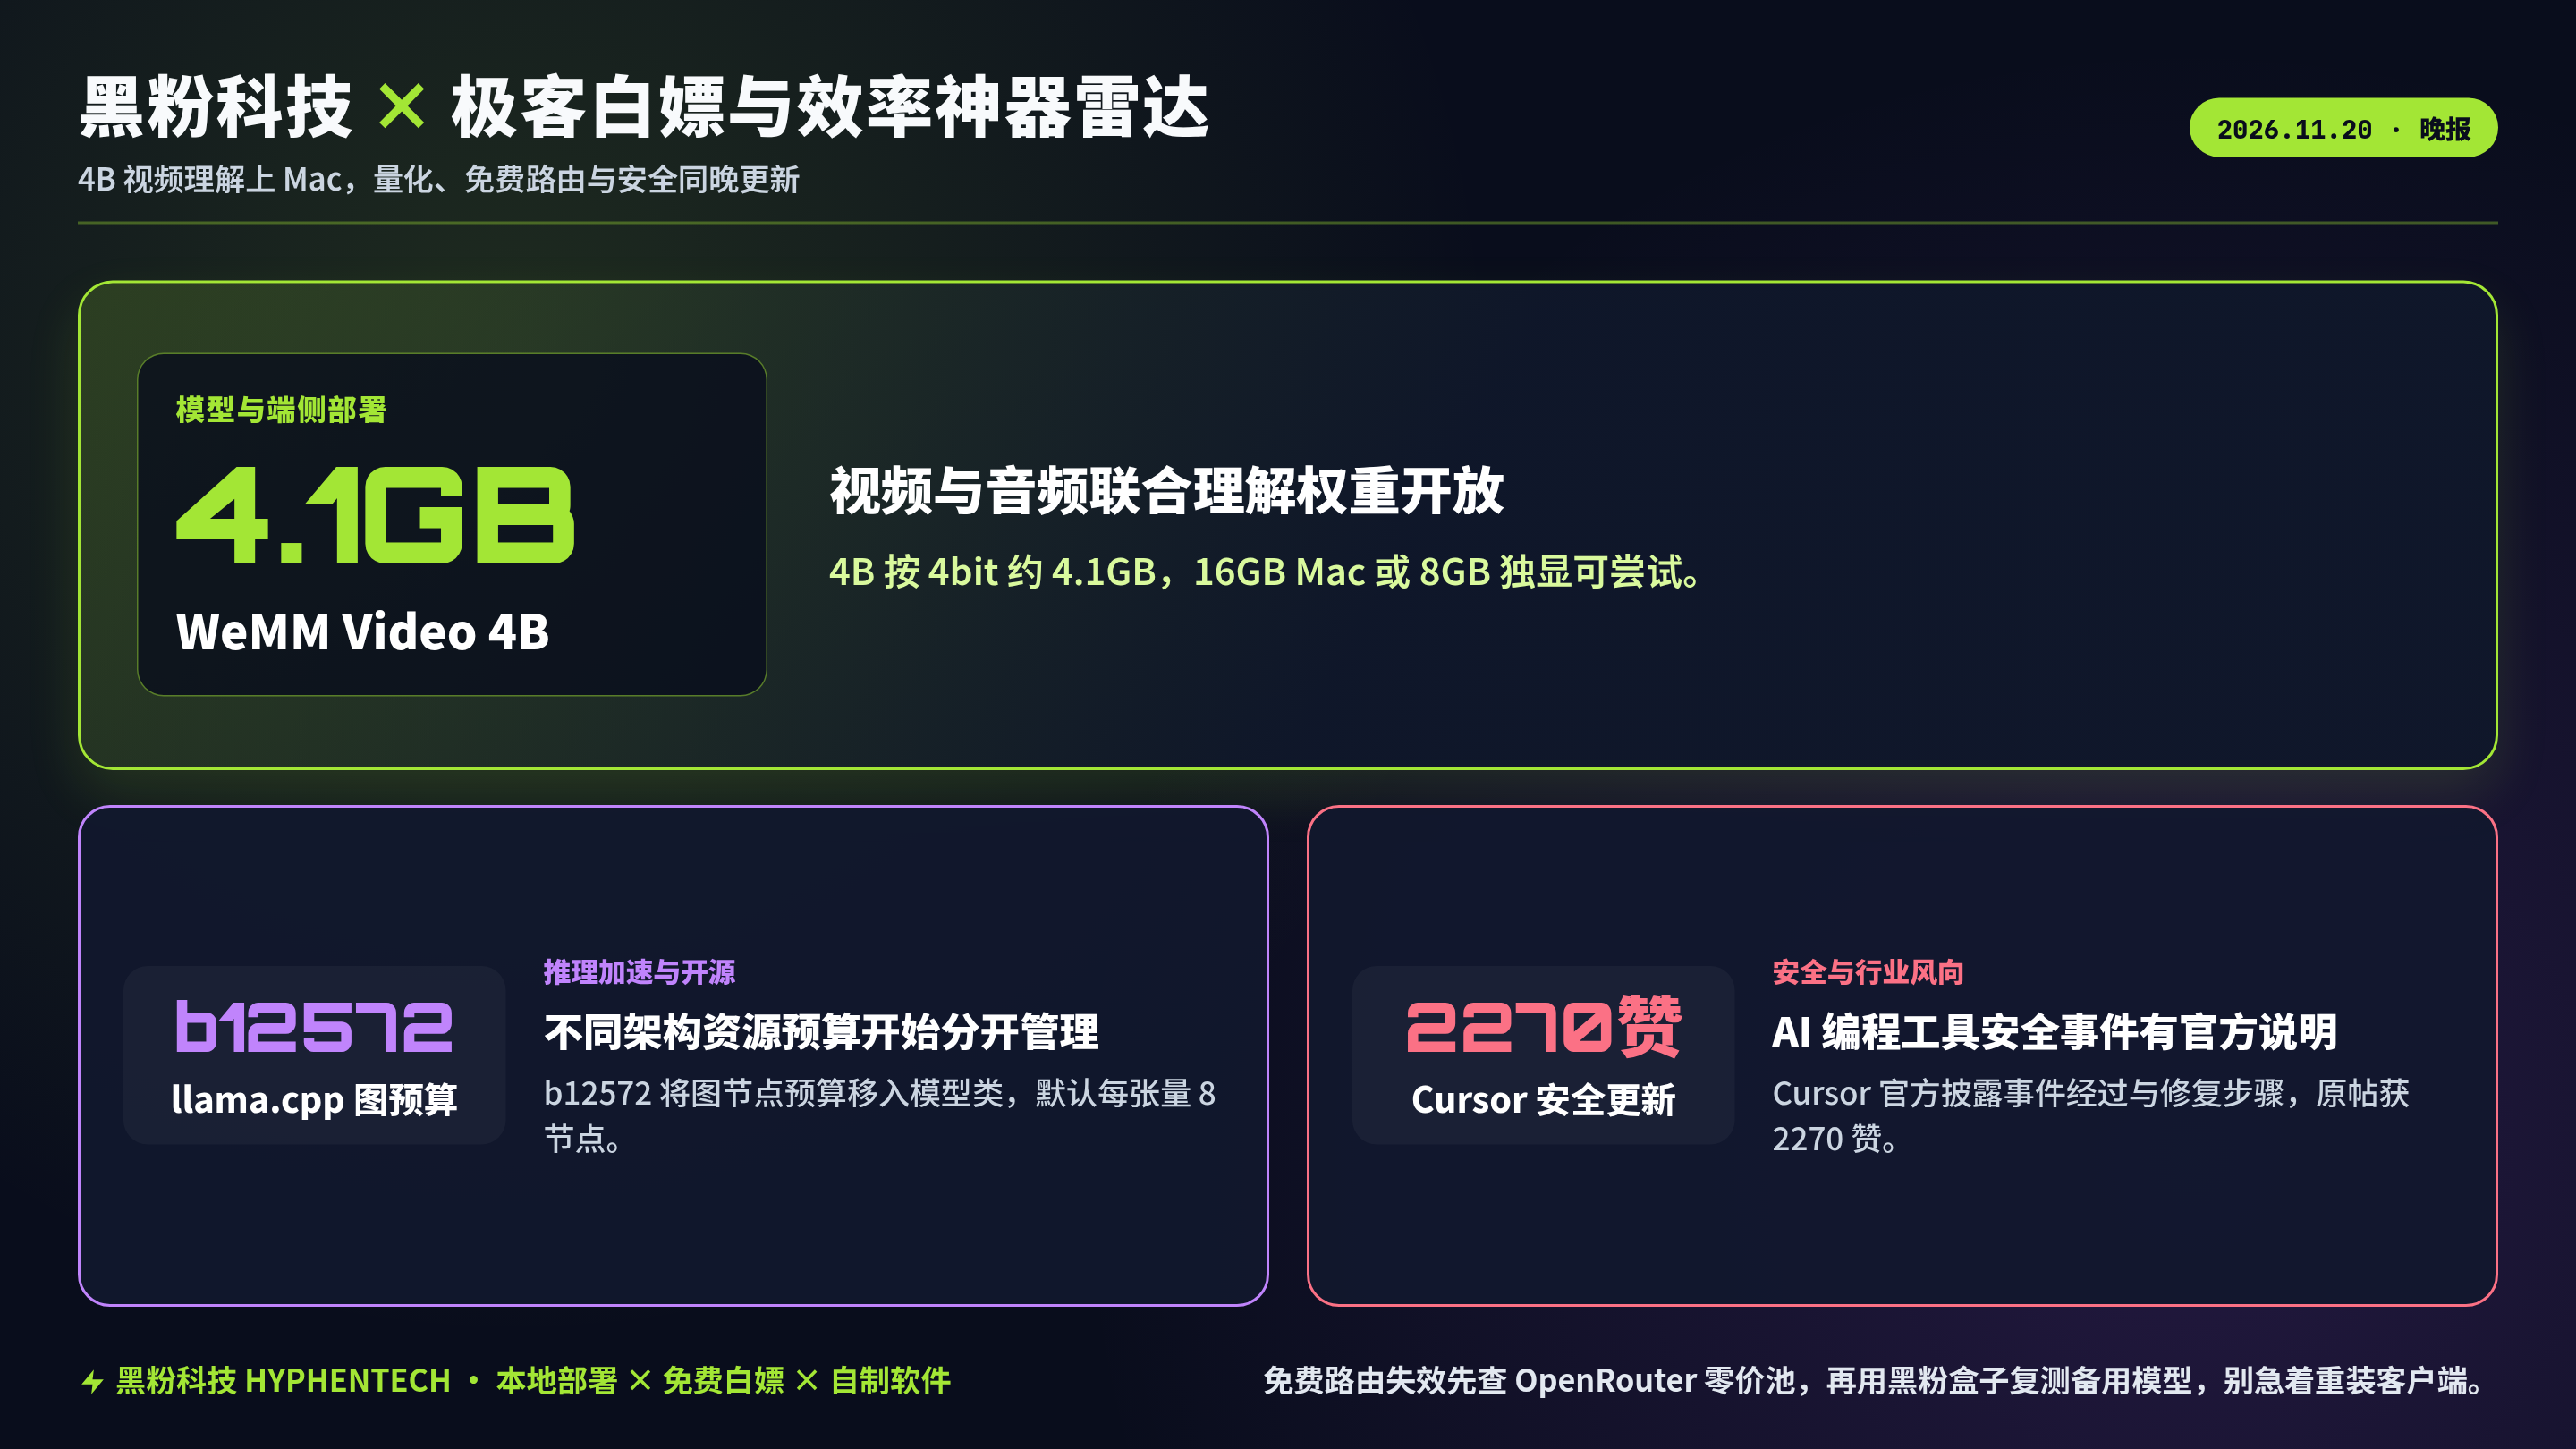 黑粉科技 × 极客白嫖与效率神器雷达
4B 视频理解上 Mac，量化、免费路由与安全同晚更新
2026.11.20 · 晚报
模型与端侧部署
4.1GB
WeMM Video 4B
视频与音频联合理解权重开放
4B 按 4bit 约 4.1GB，16GB Mac 或 8GB 独显可尝试。
b12572
llama.cpp 图预算
推理加速与开源
不同架构资源预算开始分开管理
b12572 将图节点预算移入模型类，默认每张量 8
节点。
2270赞
Cursor 安全更新
安全与行业风向
AI 编程工具安全事件有官方说明
Cursor 官方披露事件经过与修复步骤，原帖获
2270 赞。
黑粉科技 HYPHENTECH · 本地部署 × 免费白嫖 × 自制软件
免费路由失效先查 OpenRouter 零价池，再用黑粉盒子复测备用模型，别急着重装客户端。